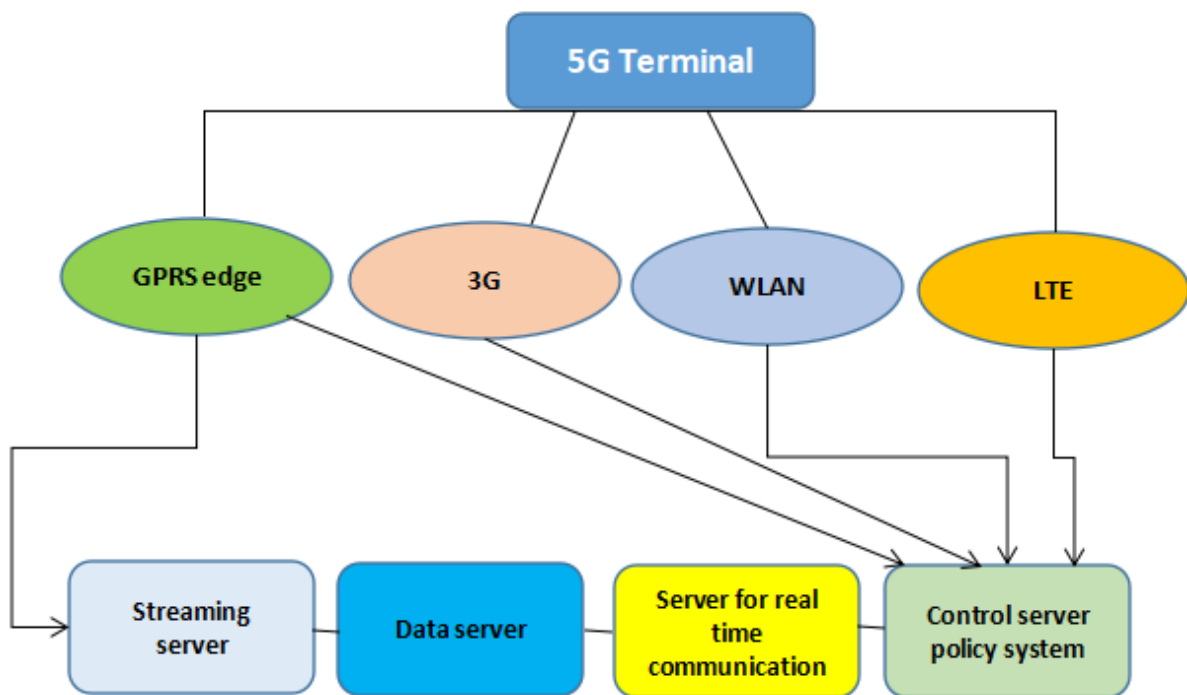 5G Terminal
GPRS edge
3G
WLAN
LTE
Streaming
server
Data server
Server for real
time
communication
Control server
policy system